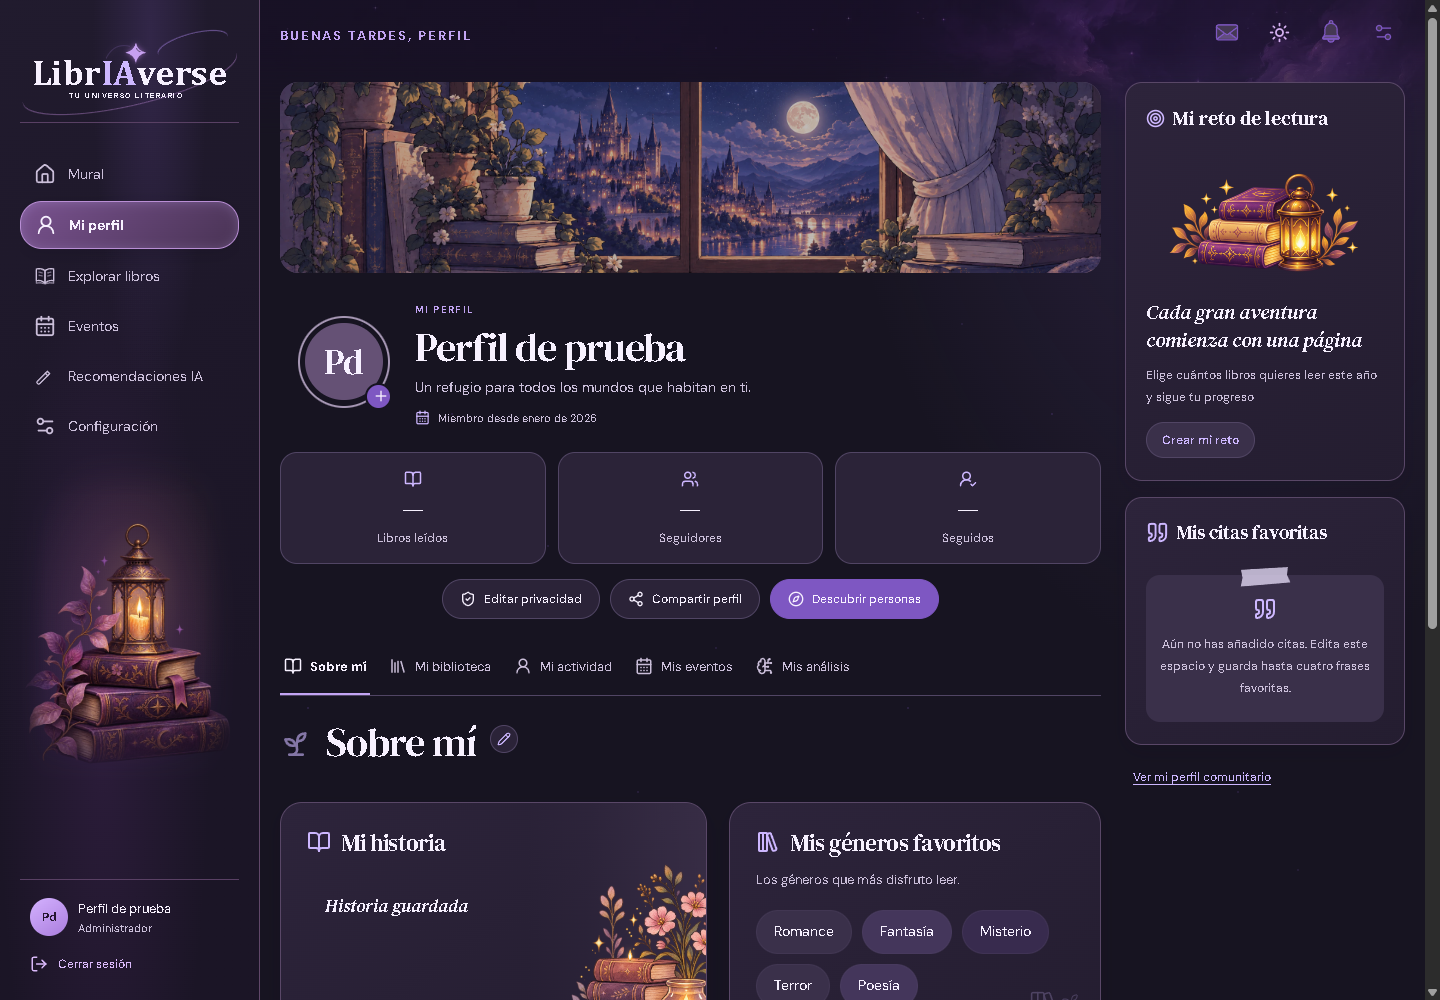 LibrIAverse
TU UNIVERSO LITERARIO
Mural
Mi perfil
Explorar libros
Eventos
Recomendaciones IA
Configuración
Pd
Perfil de prueba
Administrador
Cerrar sesión
BUENAS TARDES, PERFIL
Pd
MI PERFIL
Perfil de prueba
Un refugio para todos los mundos que habitan en ti.
Miembro desde enero de 2026
—
Libros leídos
—
Seguidores
—
Seguidos
Editar privacidad
Compartir perfil
Descubrir personas
Sobre mí
Mi biblioteca
Mi actividad
Mis eventos
Mis análisis
Sobre mí
Mi historia
Historia guardada
Mis géneros favoritos
Los géneros que más disfruto leer.
Romance
Fantasía
Misterio
Terror
Poesía
Mi reto de lectura
Cada gran aventura
comienza con una página
Elige cuántos libros quieres leer este año
y sigue tu progreso
Crear mi reto
Mis citas favoritas
Aún no has añadido citas. Edita este
espacio y guarda hasta cuatro frases
favoritas.
Ver mi perfil comunitario